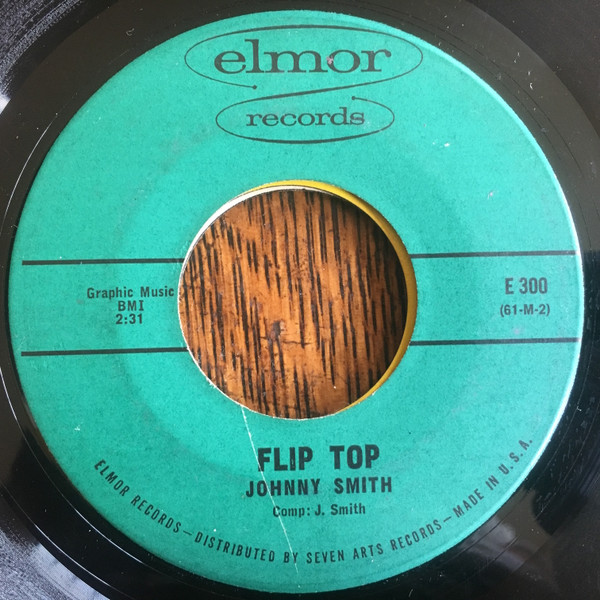 elmor
records
Graphic Music
BMI
2:31
E 300
(61-M-2)
FLIP TOP
JOHNNY SMITH
Comp: J. Smith
ELMOR RECORDS—DISTRIBUTED BY SEVEN ARTS RECORDS—MADE IN U.S.A.